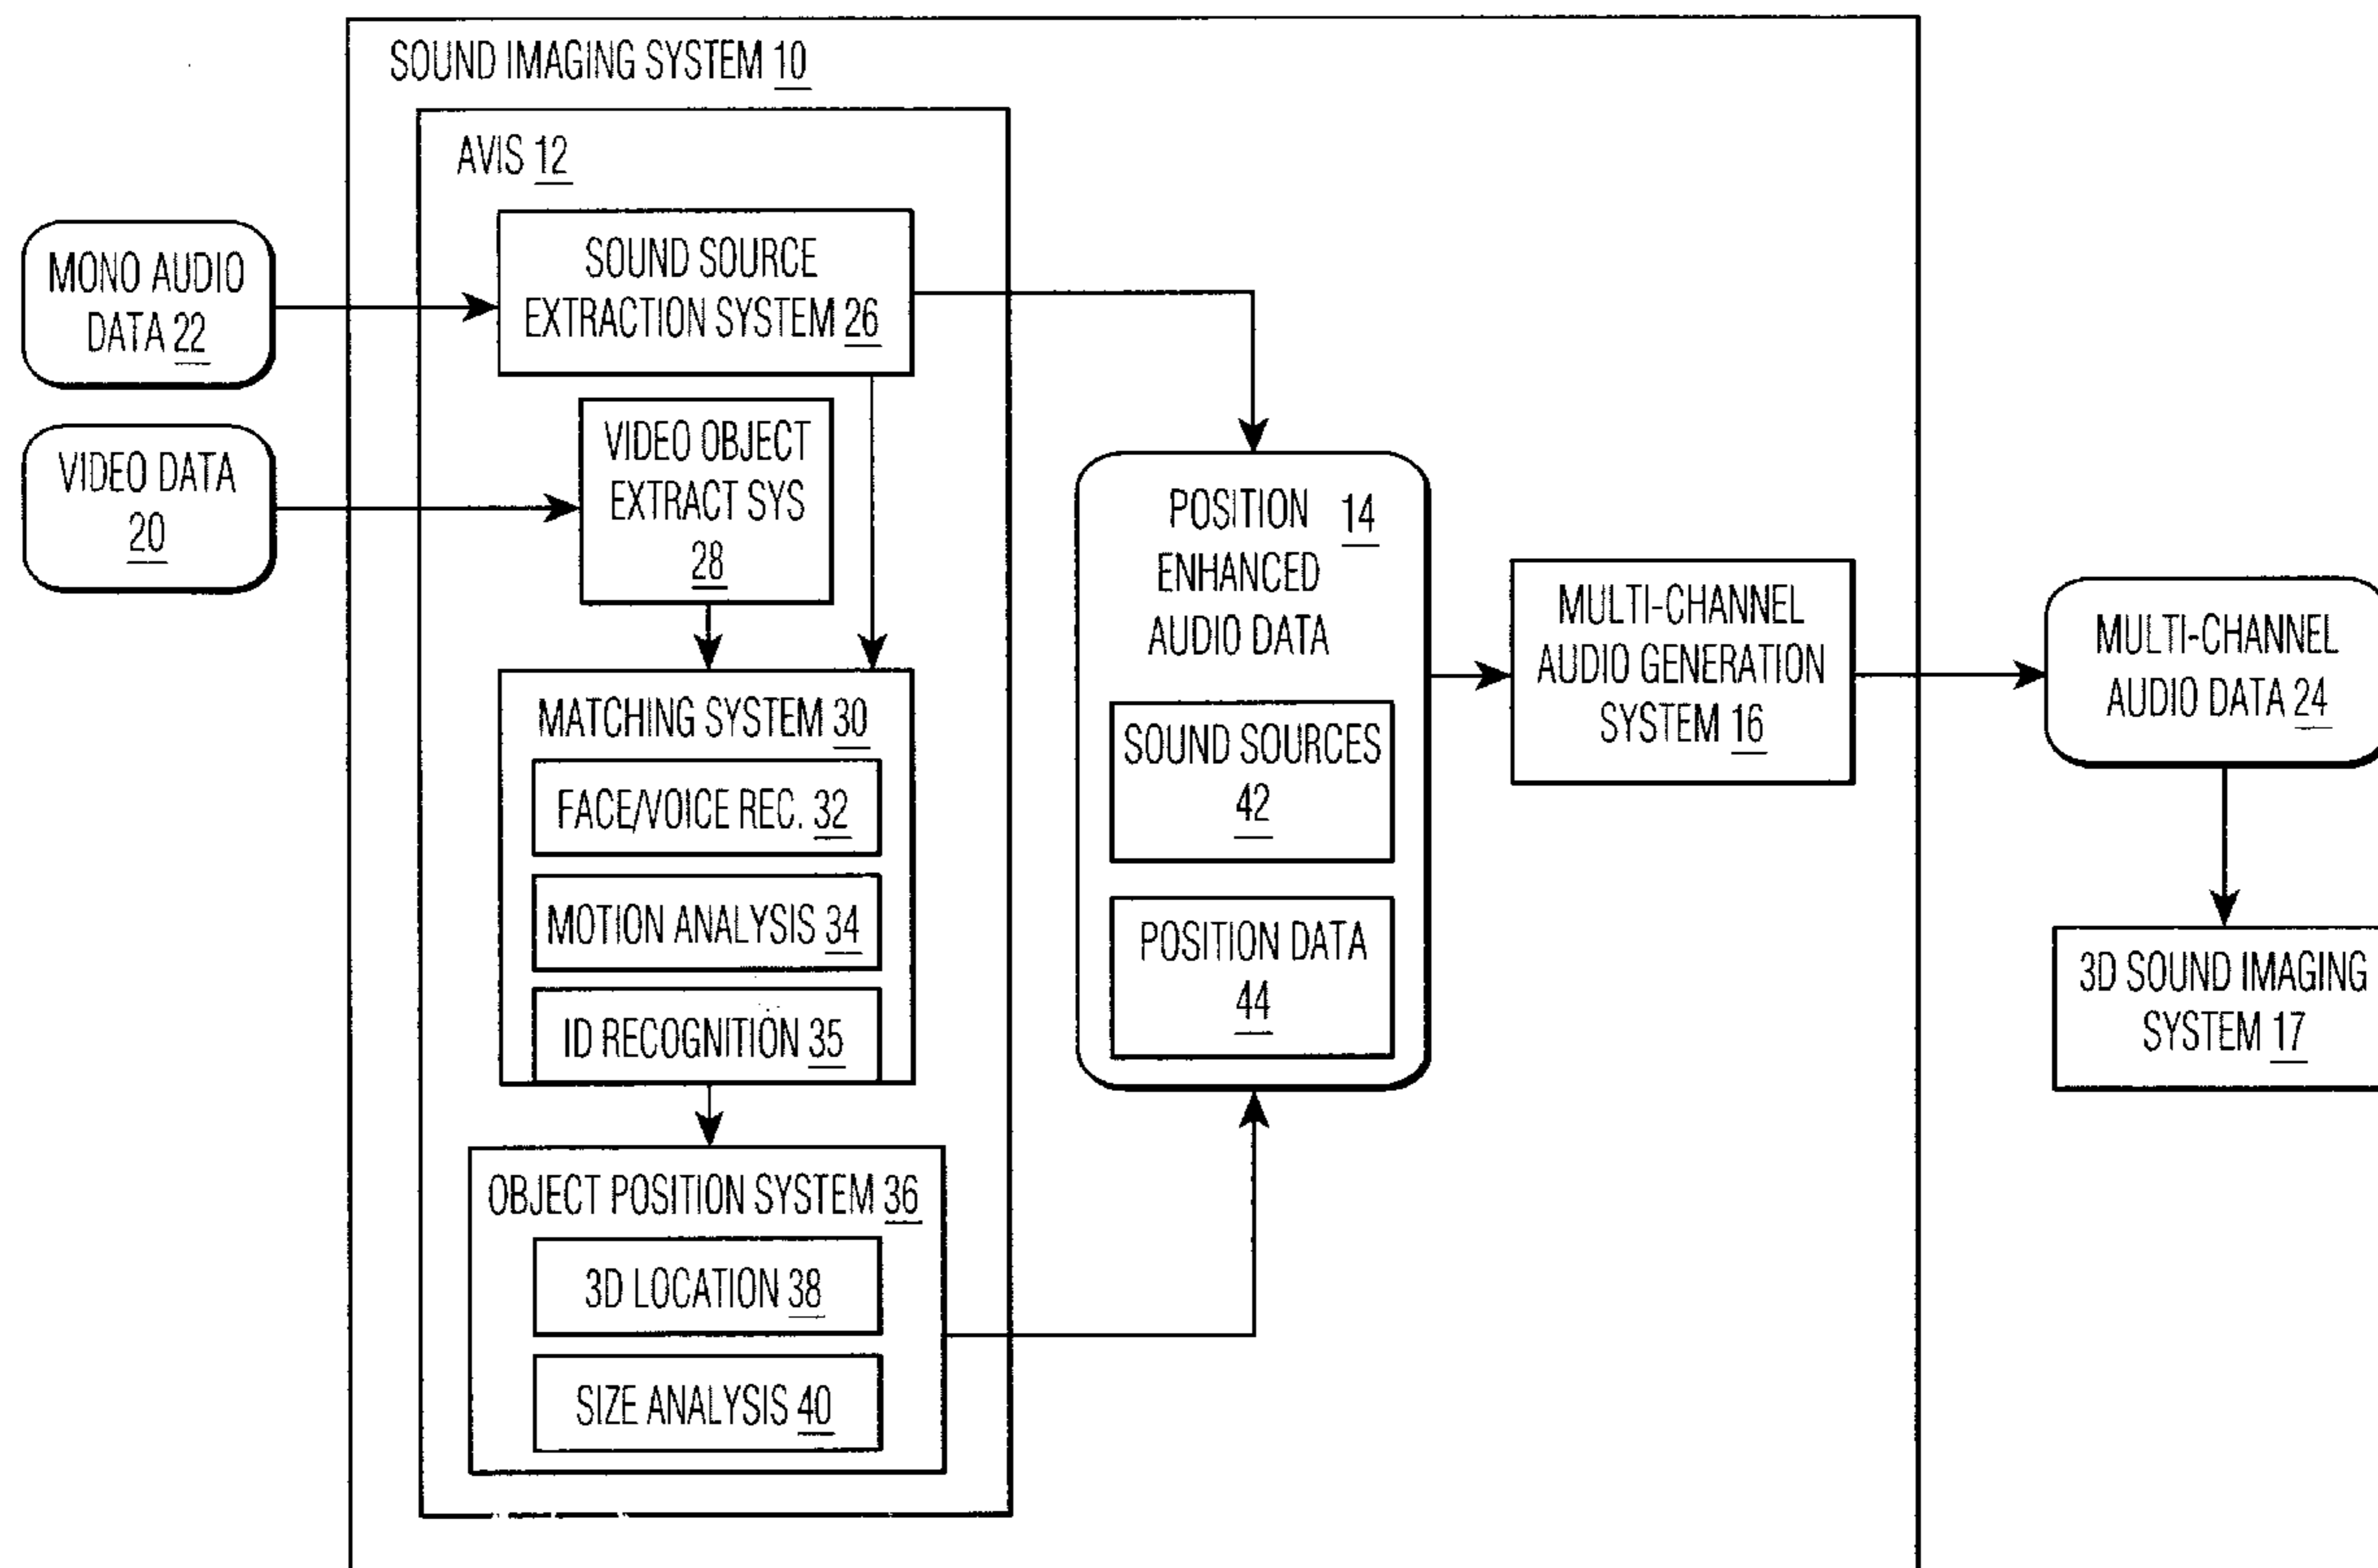 SOUND IMAGING SYSTEM 10
AVIS 12
MONO AUDIO
DATA 22
VIDEO DATA
20
SOUND SOURCE
EXTRACTION SYSTEM 26
VIDEO OBJECT
EXTRACT SYS
28
MATCHING SYSTEM 30
FACE/VOICE REC. 32
MOTION ANALYSIS 34
ID RECOGNITION 35
OBJECT POSITION SYSTEM 36
3D LOCATION 38
SIZE ANALYSIS 40
POSITION 14
ENHANCED
AUDIO DATA
SOUND SOURCES
42
POSITION DATA
44
MULTI-CHANNEL
AUDIO GENERATION
SYSTEM 16
MULTI-CHANNEL
AUDIO DATA 24
3D SOUND IMAGING
SYSTEM 17